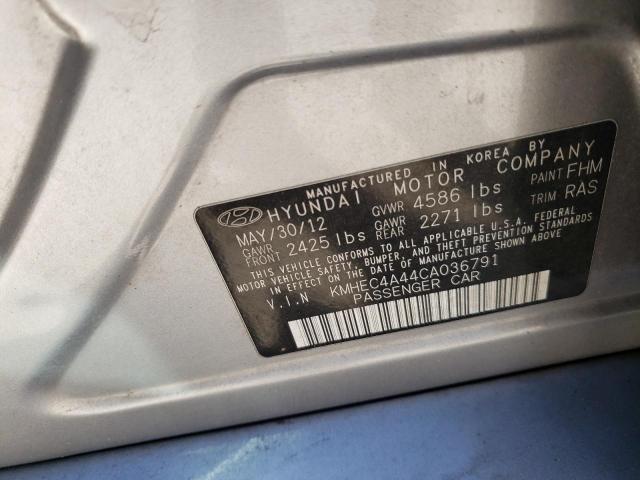 MANUFACTURED IN KOREA BY
HYUNDAI MOTOR COMPANY
MAY/30/12 GVWR 4586 lbs PAINT FHM
GAWR FRONT 2425 lbs GAWR REAR 2271 lbs TRIM RAS
THIS VEHICLE CONFORMS TO ALL APPLICABLE U.S.A. FEDERAL
MOTOR VEHICLE SAFETY, BUMPER, AND THEFT PREVENTION STANDARDS
IN EFFECT ON THE DATE OF MANUFACTURE SHOWN ABOVE.
V.I.N KMHEC4A44CA036791
PASSENGER CAR